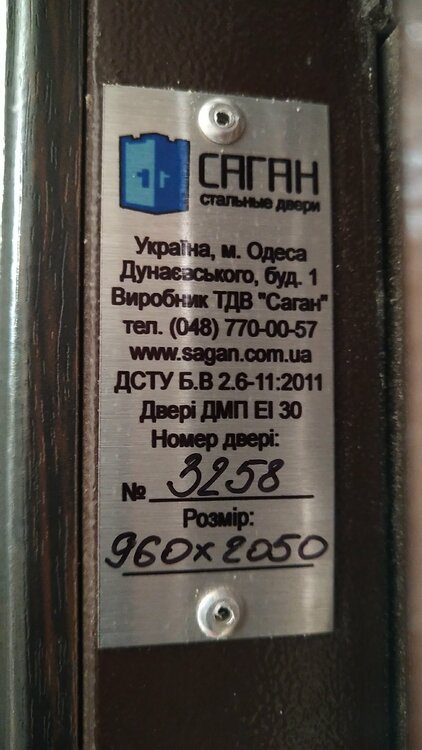 САГАН
стальные двери
Україна, м. Одеса
Дунаєвського, буд. 1
Виробник ТДВ "Саган"
тел. (048) 770-00-57
www.sagan.com.ua
ДСТУ Б.В 2.6-11:2011
Двері ДМП EI 30
Номер двері:
№ 3258
Розмір:
960x2050